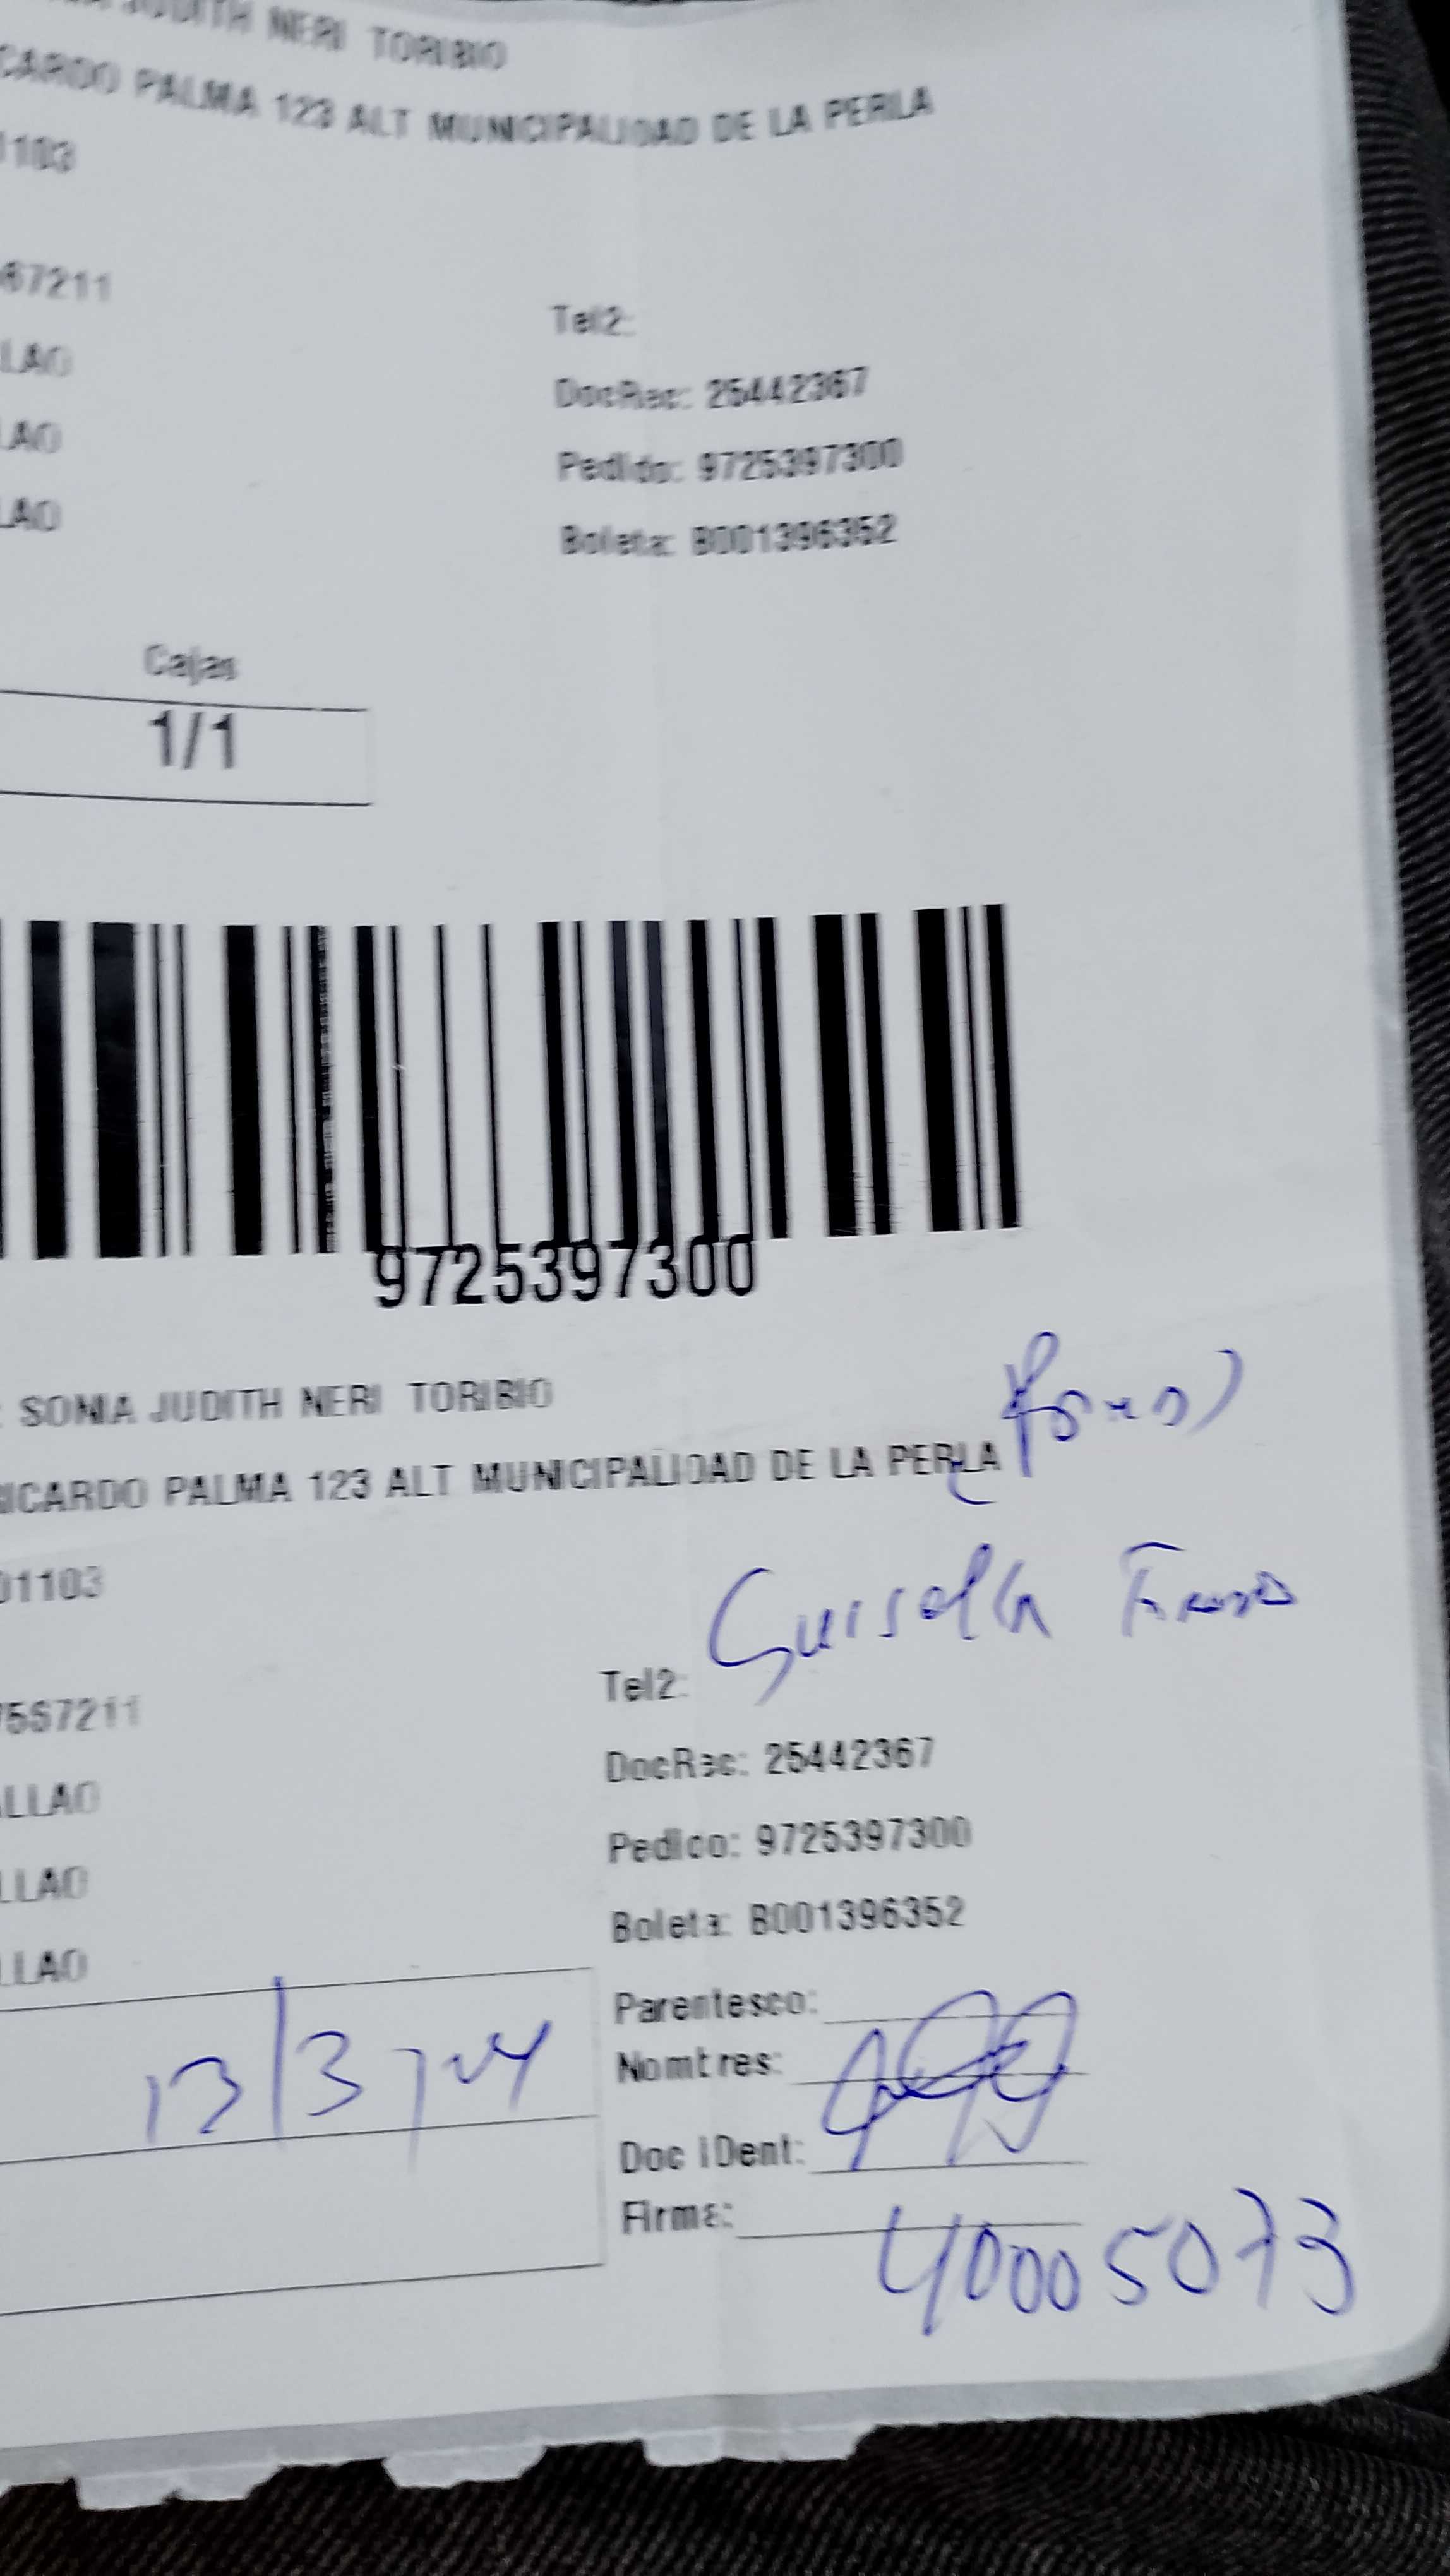 JUDITH NERI TORIBIO
CARDO PALMA 123 ALT MUNICIPALIDAD DE LA PERLA
1103
67211
Tel2:
LAO
DocRec: 25442367
LAO
Pedido: 9725397300
LAO
Boleta: B001396352
Cajas
1/1
9725397300
: SONIA JUDITH NERI TORIBIO
RICARDO PALMA 123 ALT MUNICIPALIDAD DE LA PERLA
01103
Tel2:
7567211
DocRec: 25442367
ALLAO
Pedido: 9725397300
LLAO
Boleta: B001396352
LLAO
Parentesco:
13/3/24
Nombres:
Doc iDent:
Firma:
40005073